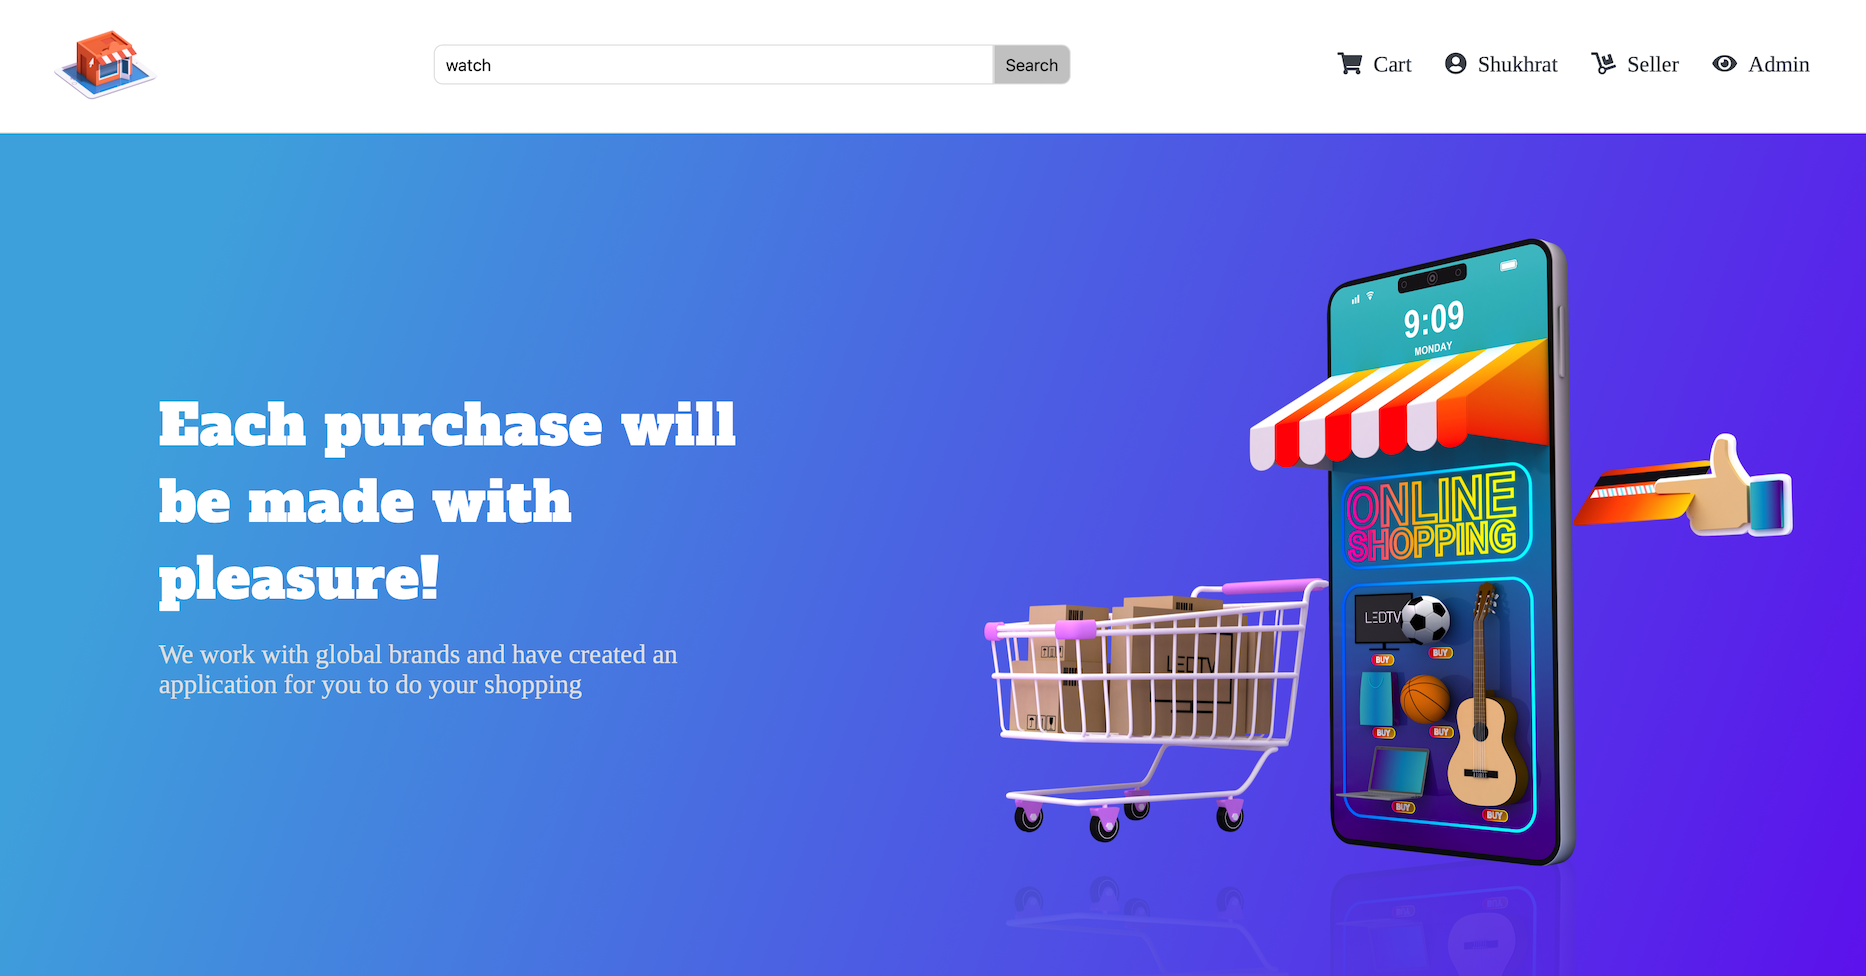 watch
Search
Cart
Shukhrat
Seller
Admin
Each purchase will
be made with
pleasure!
We work with global brands and have created an
application for you to do your shopping
9:09
MONDAY
ONLINE
SHOPPING
LEDTV
BUY
BUY
BUY
BUY
BUY
BUY
LEDTV